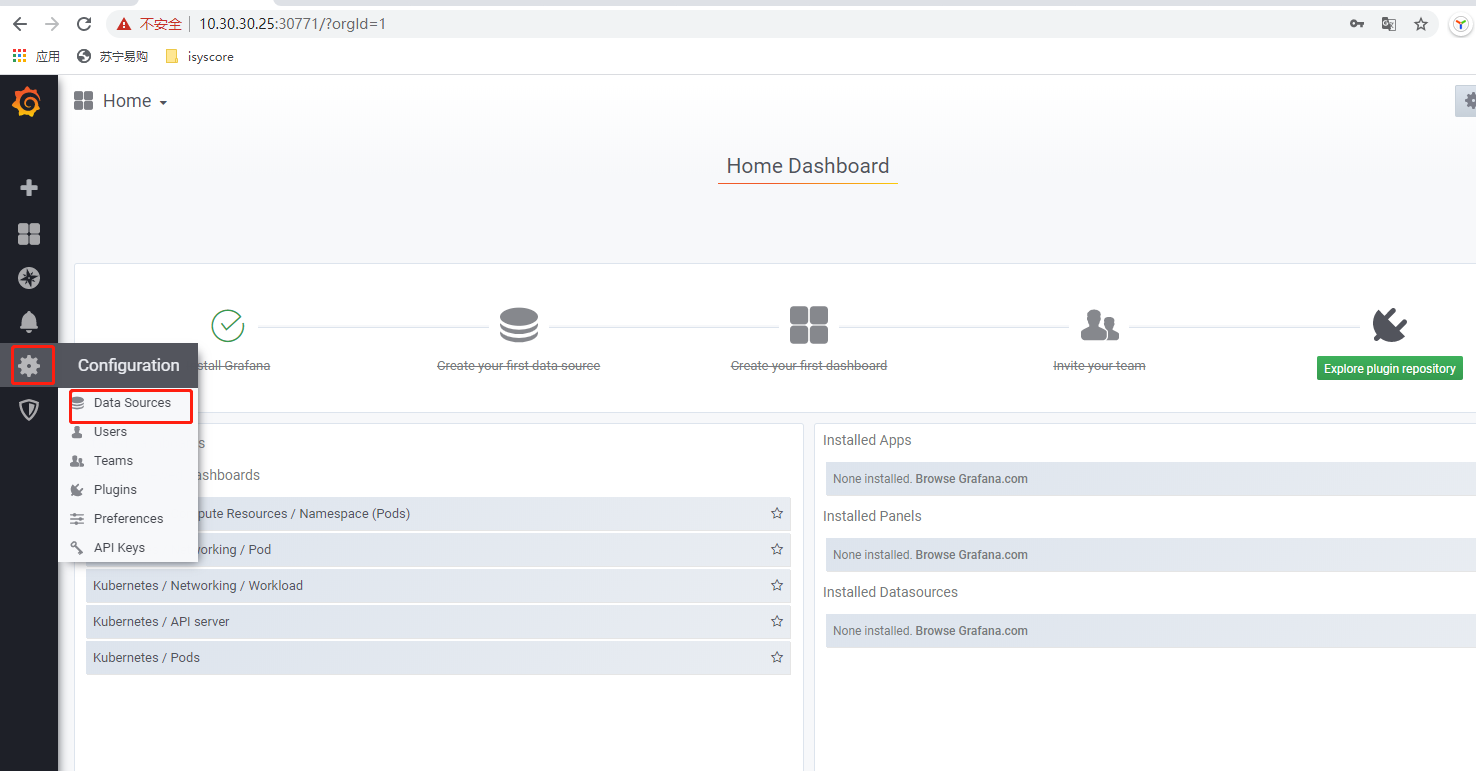 不安全 10.30.30.25:30771/?orgId=1
应用 苏宁易购 isyscore
Home
Home Dashboard
Install Grafana
Create your first data source
Create your first dashboard
Invite your team
Explore plugin repository
Configuration
Data Sources
Users
Teams
Plugins
Preferences
API Keys
s
ashboards
pute Resources / Namespace (Pods)
orking / Pod
Kubernetes / Networking / Workload
Kubernetes / API server
Kubernetes / Pods
Installed Apps
None installed. Browse Grafana.com
Installed Panels
None installed. Browse Grafana.com
Installed Datasources
None installed. Browse Grafana.com